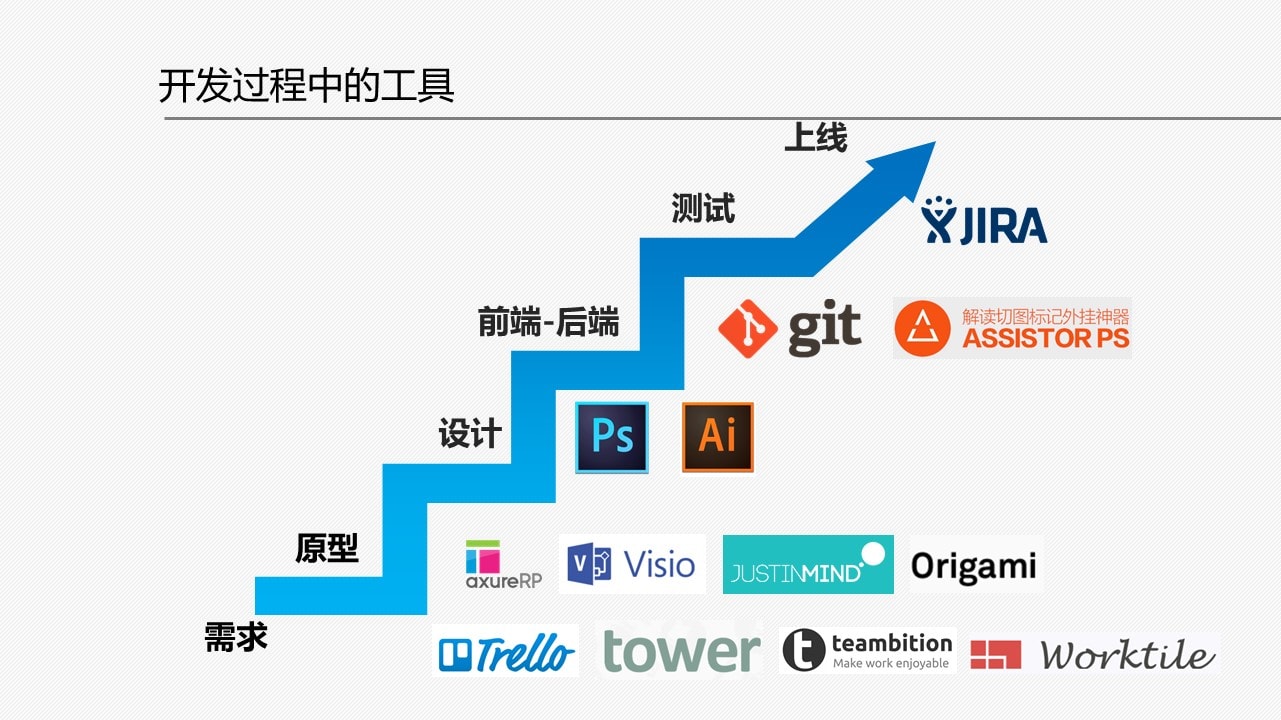 开发过程中的工具
上线
测试
JIRA
前端-后端
git
解读切图标记外挂神器
ASSISTOR PS
设计
Ps
Ai
原型
axureRP
V
Visio
JUSTINMIND
Origami
需求
Trello
tower
t
teambition
Make work enjoyable
Worktile